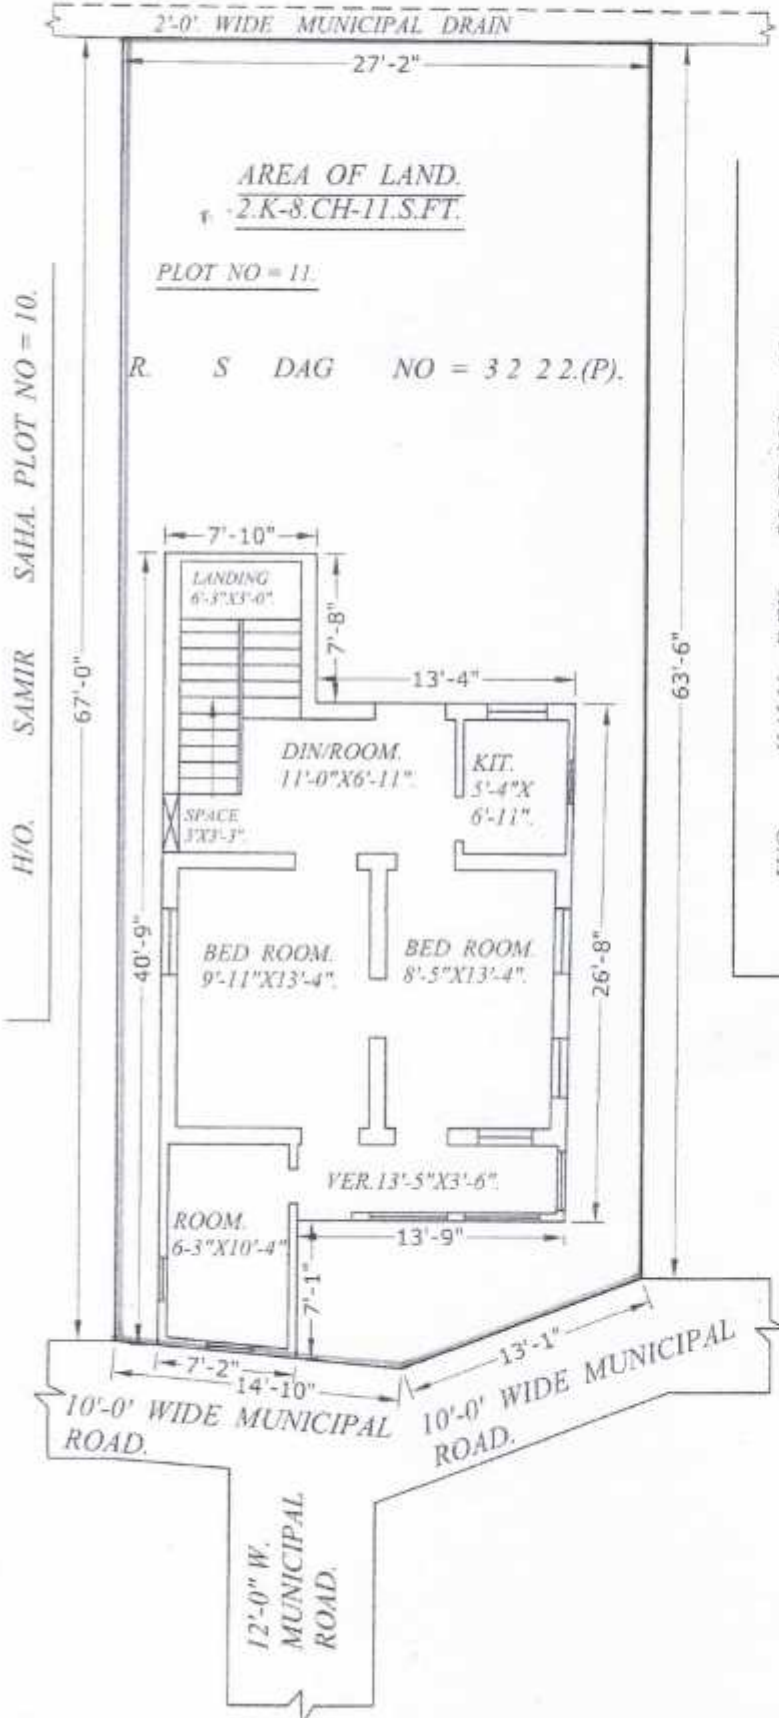 2'-0'. WIDE MUNICIPAL DRAIN
27'-2"
AREA OF LAND.
2.K-8.CH-11.S.FT.
PLOT NO = 11.
R. S DAG NO = 3 2 2 2.(P).
H/O. SAMIR SAHA. PLOT NO = 10.
67'-0"
63'-6"
7'-10"
LANDING
6'-3"X3'-0".
7'-8"
13'-4"
DIN/ROOM.
11'-0"X6'-11".
KIT.
5'-4"X
6'-11".
SPACE
3'X3'-3".
40'-9"
BED ROOM.
9'-11"X13'-4".
BED ROOM.
8'-5"X13'-4".
26'-8"
VER.13'-5"X3'-6".
ROOM.
6-3"X10'-4"
13'-9"
7'-1"
7'-2"
14'-10"
13'-1"
10'-0' WIDE MUNICIPAL
ROAD.
10'-0' WIDE MUNICIPAL
ROAD.
12'-0" W.
MUNICIPAL
ROAD.